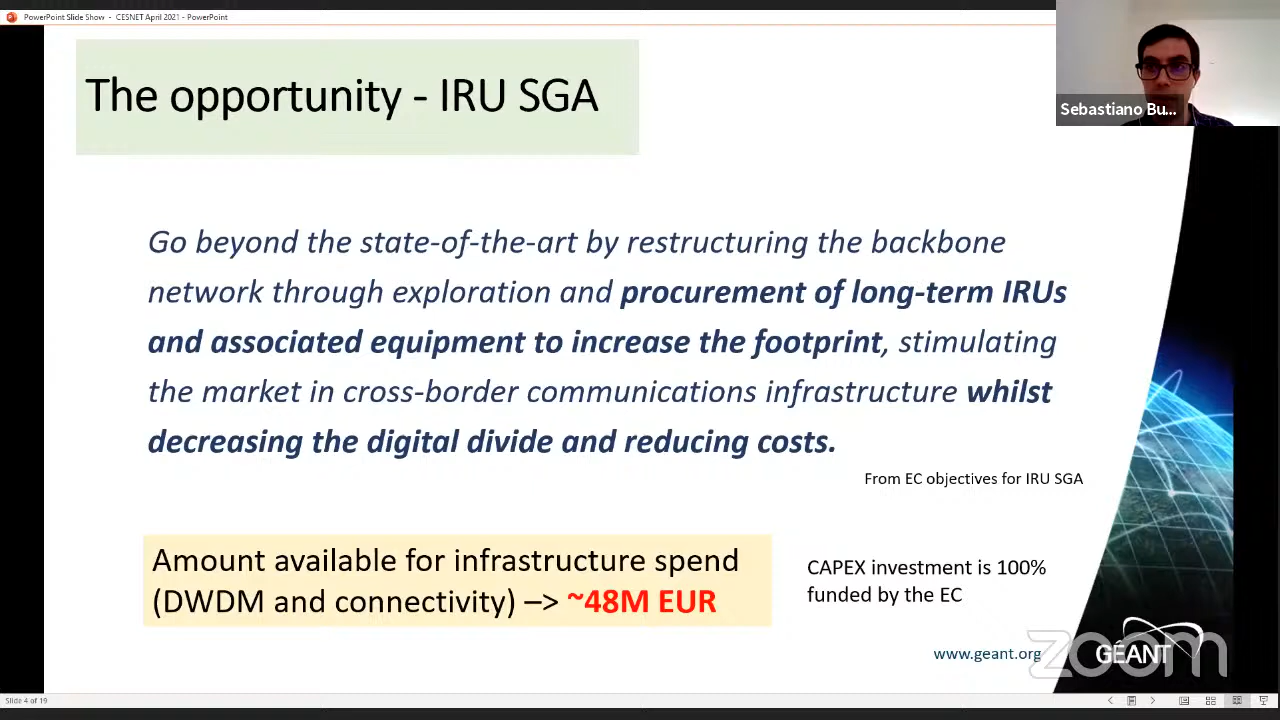 PowerPoint Slide Show - CESNET April 2021 - PowerPoint
Sebastiano Bu...
The opportunity - IRU SGA
Go beyond the state-of-the-art by restructuring the backbone
network through exploration and procurement of long-term IRUs
and associated equipment to increase the footprint, stimulating
the market in cross-border communications infrastructure whilst
decreasing the digital divide and reducing costs.
From EC objectives for IRU SGA
Amount available for infrastructure spend
(DWDM and connectivity) –> ~48M EUR
CAPEX investment is 100%
funded by the EC
www.geant.org
GÉANT
zoom
Slide 4 of 19